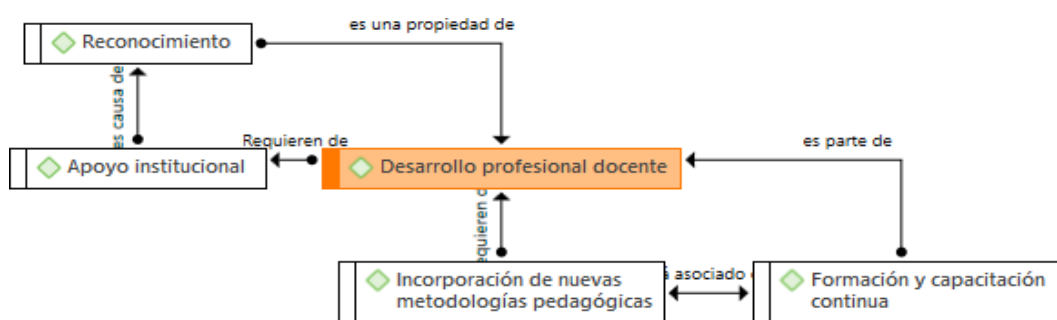 es una propiedad de
Reconocimiento
es causa de
Requieren de
es parte de
Apoyo institucional
Desarrollo profesional docente
asociado
Incorporación de nuevas
metodologías pedagógicas
Formación y capacitación
continua